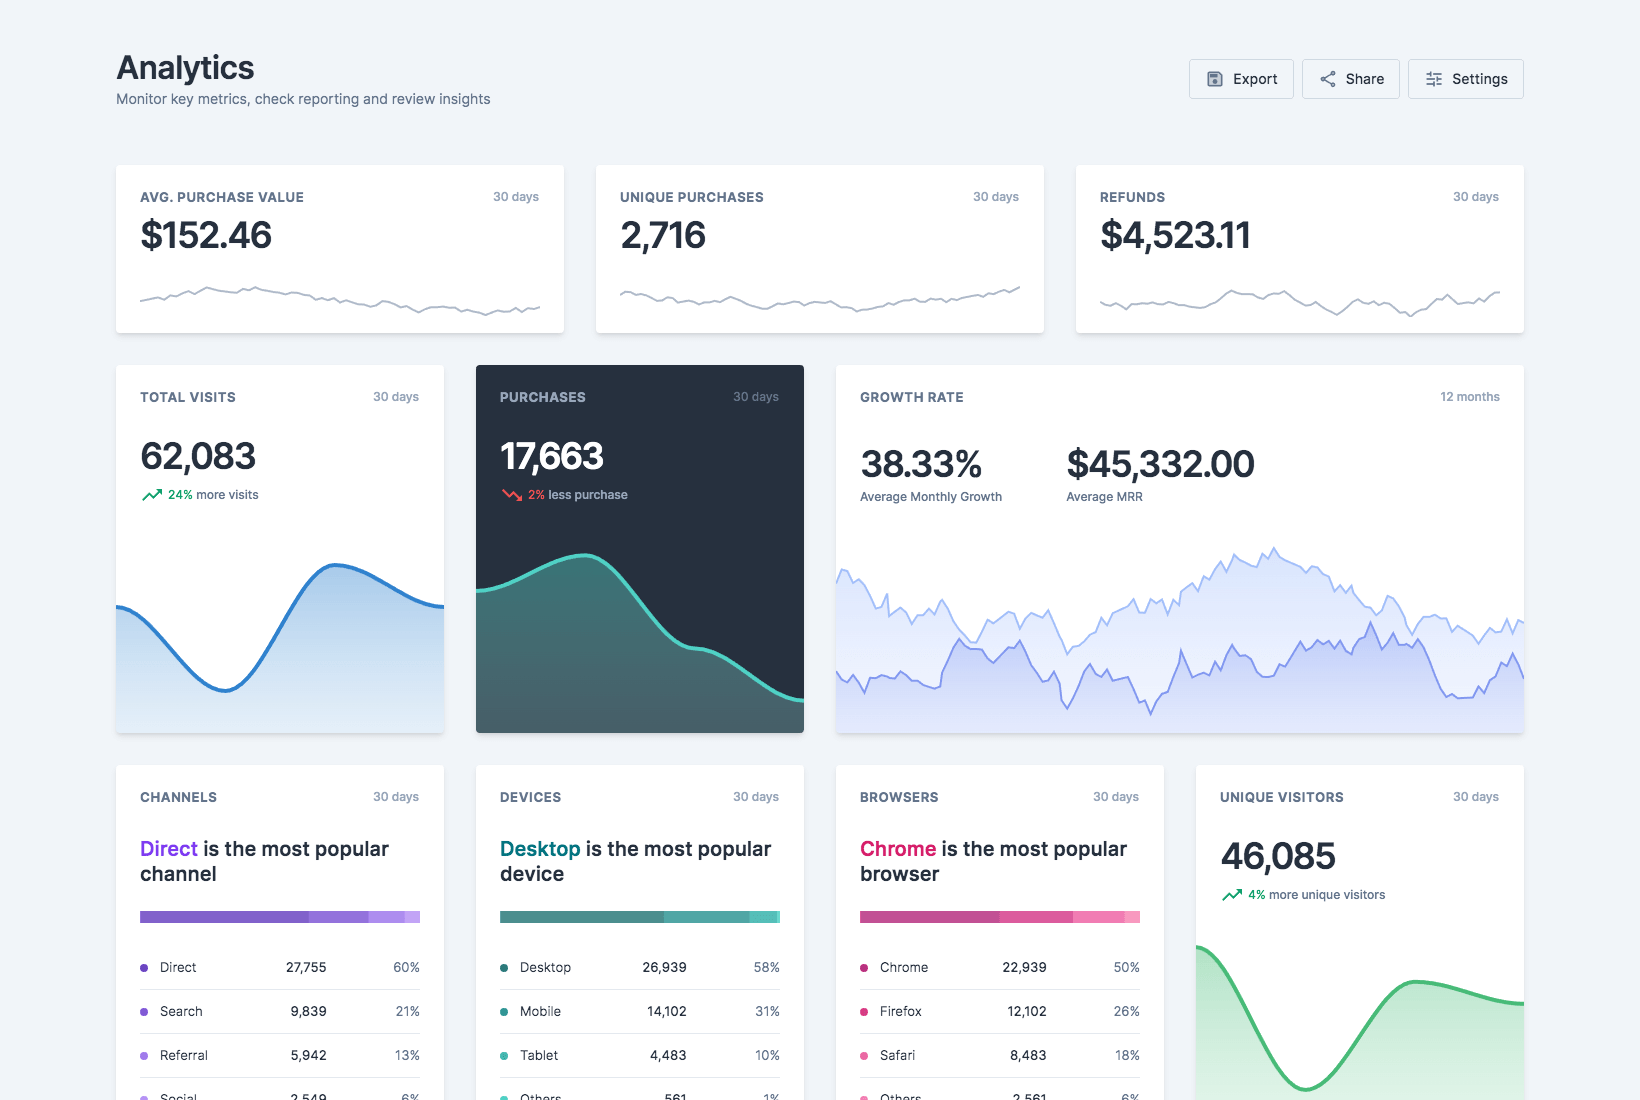 Analytics
Monitor key metrics, check reporting and review insights
Export
Share
Settings
AVG. PURCHASE VALUE
30 days
$152.46
UNIQUE PURCHASES
30 days
2,716
REFUNDS
30 days
$4,523.11
TOTAL VISITS
30 days
62,083
24% more visits
PURCHASES
30 days
17,663
2% less purchase
GROWTH RATE
12 months
38.33%
Average Monthly Growth
$45,332.00
Average MRR
CHANNELS
30 days
Direct is the most popular
channel
Direct 27,755 60%
Search 9,839 21%
Referral 5,942 13%
Social 2,549 6%
DEVICES
30 days
Desktop is the most popular
device
Desktop 26,939 58%
Mobile 14,102 31%
Tablet 4,483 10%
Others 561 1%
BROWSERS
30 days
Chrome is the most popular
browser
Chrome 22,939 50%
Firefox 12,102 26%
Safari 8,483 18%
Others 2,561 6%
UNIQUE VISITORS
30 days
46,085
4% more unique visitors